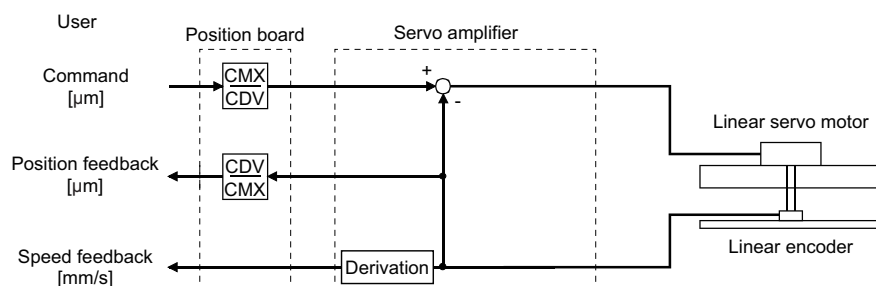 User
Position board
Servo amplifier
Command
[µm]
CMX
CDV
+
-
Linear servo motor
Position feedback
[µm]
CDV
CMX
Linear encoder
Speed feedback
[mm/s]
Derivation